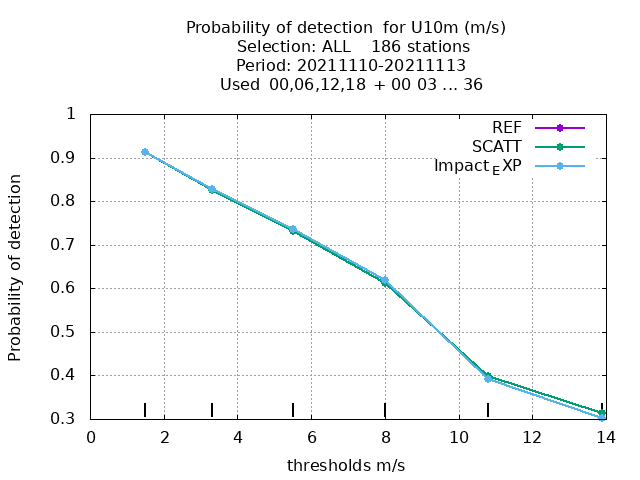 Probability of detection  for U10m (m/s)
Selection: ALL    186 stations
Period: 20211110-20211113
Used  00,06,12,18  + 00 03 ... 36
REF
SCATT
Impact_EXP
Probability of detection
1
0.9
0.8
0.7
0.6
0.5
0.4
0.3
0 2 4 6 8 10 12 14
thresholds m/s